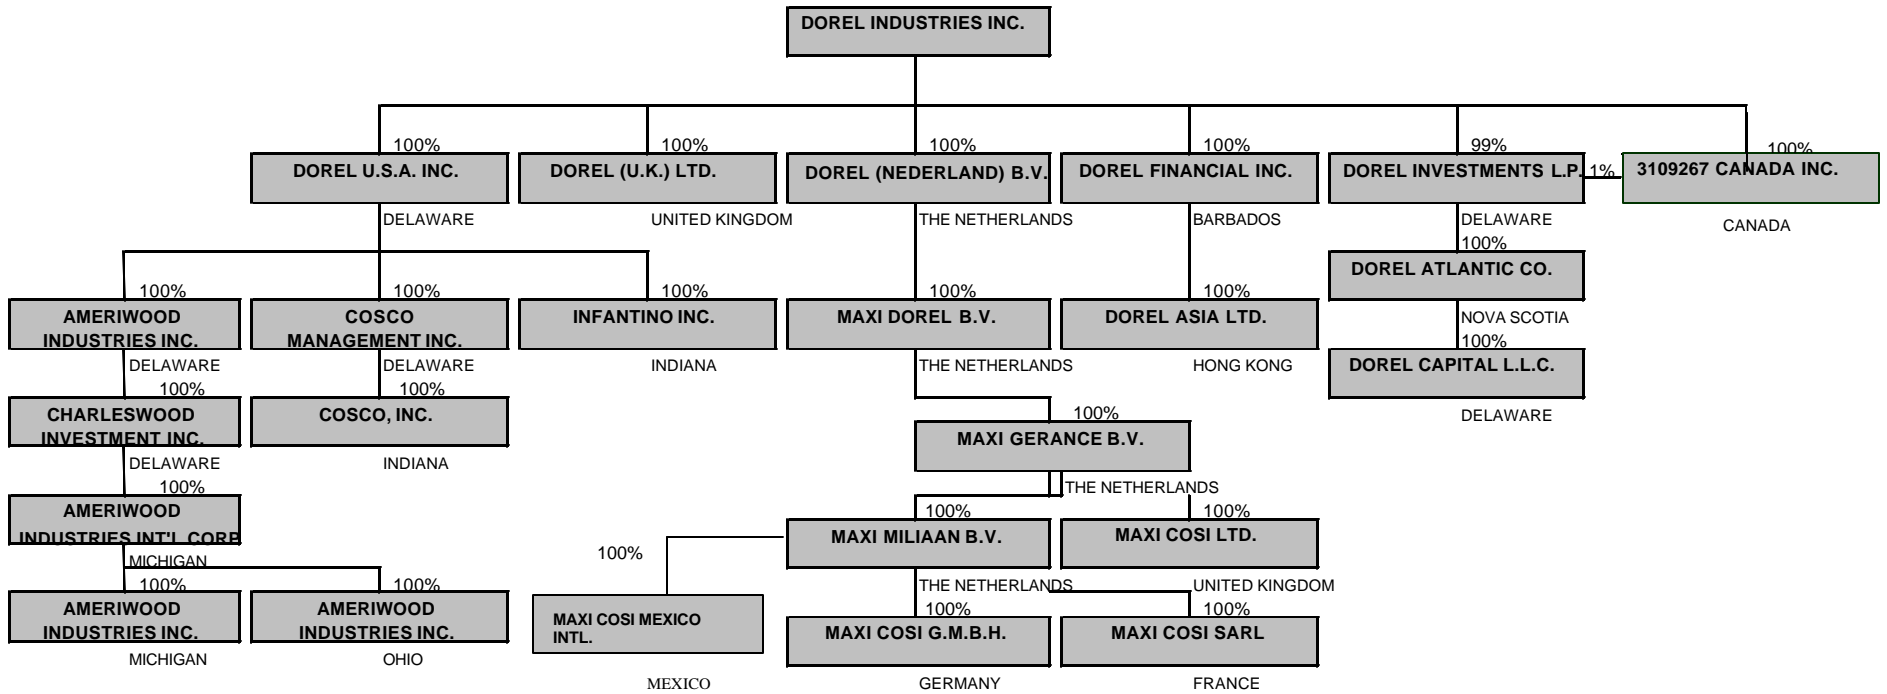 DOREL INDUSTRIES INC.
100%
100%
100%
100%
99%
100%
DOREL U.S.A. INC.
DOREL (U.K.) LTD.
DOREL (NEDERLAND) B.V.
DOREL FINANCIAL INC.
DOREL INVESTMENTS L.P.
1%
3109267 CANADA INC.
DELAWARE
UNITED KINGDOM
THE NETHERLANDS
BARBADOS
DELAWARE
CANADA
100%
DOREL ATLANTIC CO.
100%
100%
100%
100%
100%
AMERIWOOD
INDUSTRIES INC.
COSCO
MANAGEMENT INC.
INFANTINO INC.
MAXI DOREL B.V.
DOREL ASIA LTD.
NOVA SCOTIA
100%
DELAWARE
DELAWARE
INDIANA
THE NETHERLANDS
HONG KONG
DOREL CAPITAL L.L.C.
100%
100%
CHARLESWOOD
INVESTMENT INC.
COSCO, INC.
100%
DELAWARE
MAXI GERANCE B.V.
DELAWARE
INDIANA
100%
THE NETHERLANDS
AMERIWOOD
INDUSTRIES INT'L CORP
100%
100%
MAXI MILIAAN B.V.
MAXI COSI LTD.
100%
MICHIGAN
100%
100%
THE NETHERLANDS
UNITED KINGDOM
AMERIWOOD
INDUSTRIES INC.
AMERIWOOD
INDUSTRIES INC.
MAXI COSI MEXICO
INTL.
100%
100%
MAXI COSI G.M.B.H.
MAXI COSI SARL
MICHIGAN
OHIO
MEXICO
GERMANY
FRANCE